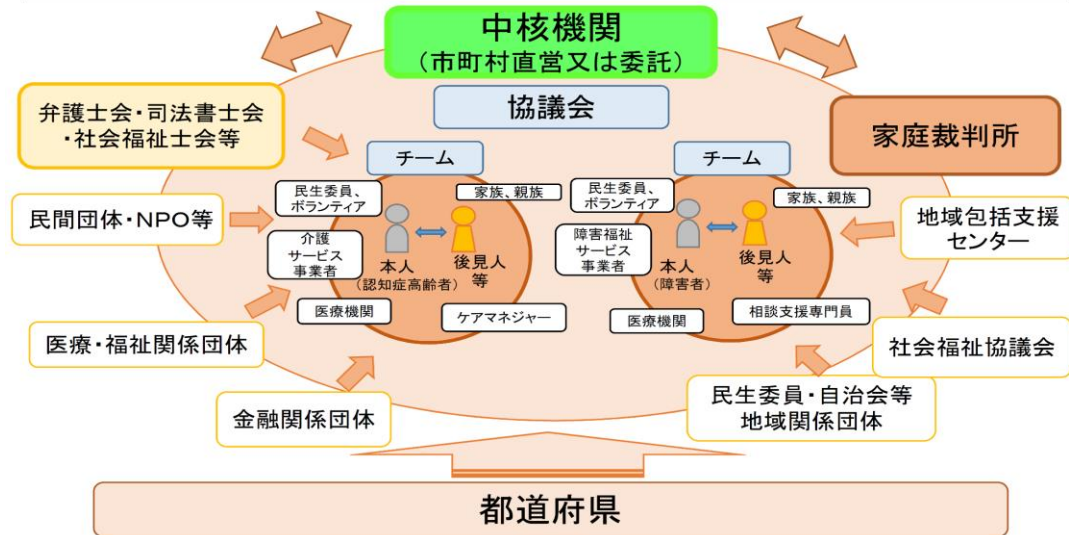 中核機関
（市町村直営又は委託）
協議会
弁護士会・司法書士会
・社会福祉士会等
家庭裁判所
民間団体・NPO等
医療・福祉関係団体
金融関係団体
地域包括支援
センター
社会福祉協議会
民生委員・自治会等
地域関係団体
チーム
民生委員、
ボランティア
家族、親族
介護
サービス
事業者
本人
（認知症高齢者）
後見人
等
医療機関
ケアマネジャー
チーム
民生委員、
ボランティア
家族、親族
障害福祉
サービス
事業者
本人
（障害者）
後見人
等
医療機関
相談支援専門員
都道府県